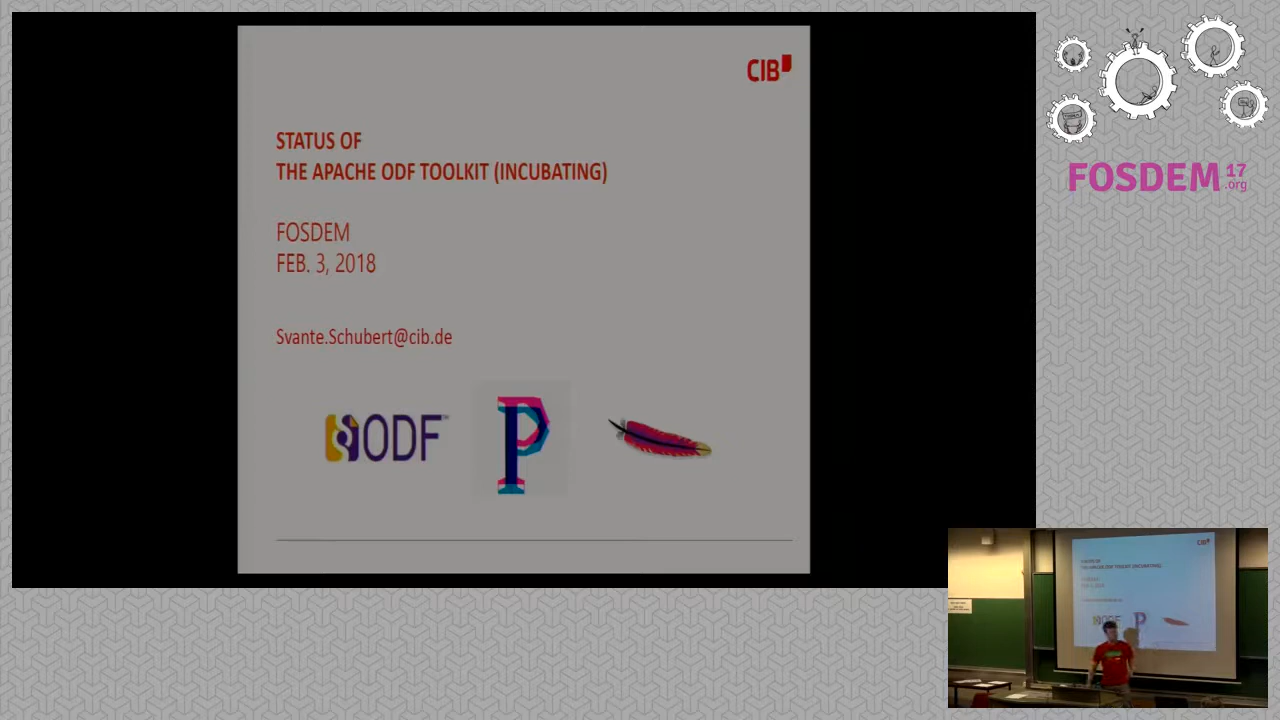 CIB
STATUS OF
THE APACHE ODF TOOLKIT (INCUBATING)
FOSDEM
FEB. 3, 2018
Svante.Schubert@cib.de
ODF
P
FOSDEM 17
.org